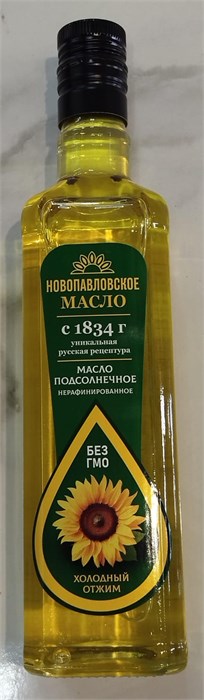 НОВОПАВЛОВСКОЕ
МАСЛО
с 1834 г
уникальная
русская рецептура
МАСЛО
ПОДСОЛНЕЧНОЕ
НЕРАФИНИРОВАННОЕ
БЕЗ
ГМО
ХОЛОДНЫЙ
ОТЖИМ